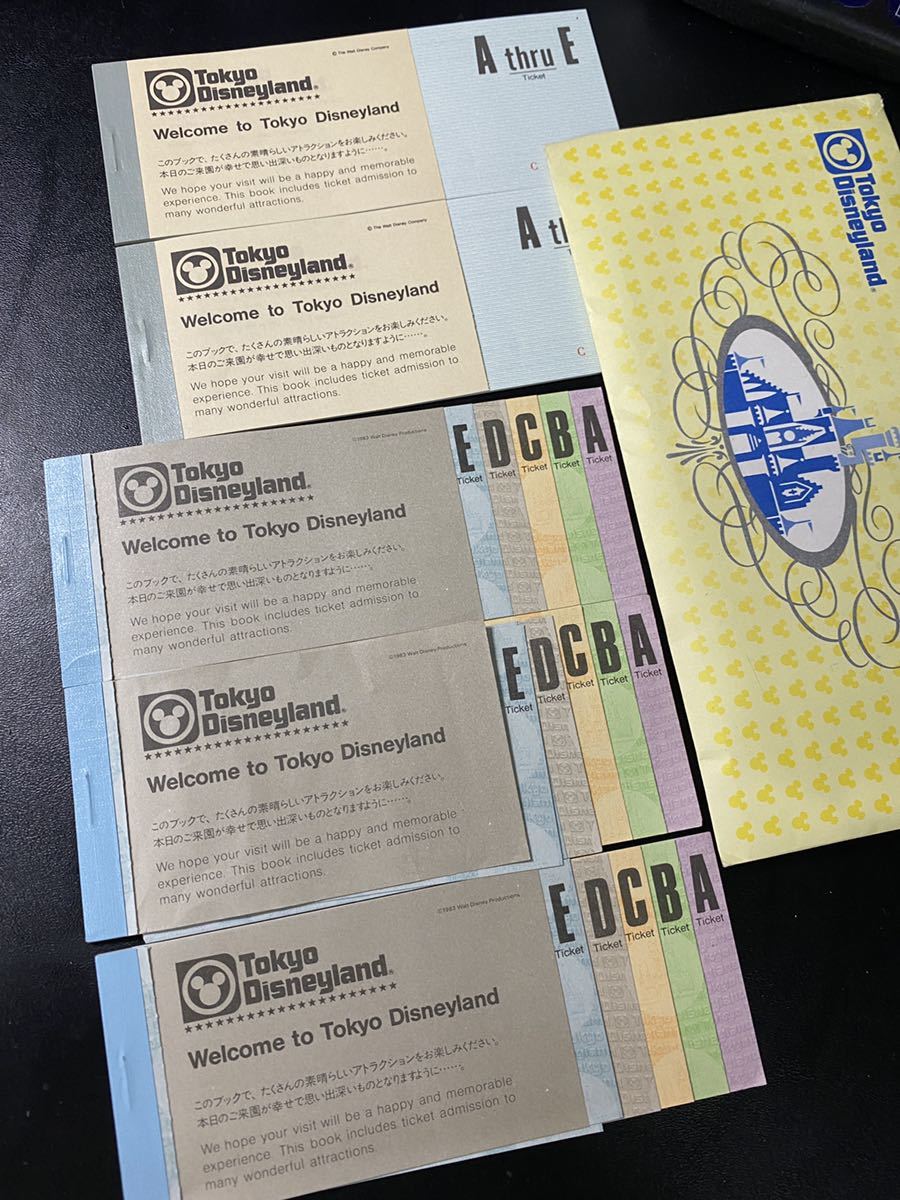 © The Walt Disney Company
Tokyo
Disneyland®
Welcome to Tokyo Disneyland
このブックで、たくさんの素晴らしいアトラクションをお楽しみください。
本日のご来園が幸せで思い出深いものとなりますように……。
We hope your visit will be a happy and memorable
experience. This book includes ticket admission to
many wonderful attractions.
A thru E
Ticket
C
© The Walt Disney Company
Tokyo
Disneyland®
Welcome to Tokyo Disneyland
このブックで、たくさんの素晴らしいアトラクションをお楽しみください。
本日のご来園が幸せで思い出深いものとなりますように……。
We hope your visit will be a happy and memorable
experience. This book includes ticket admission to
many wonderful attractions.
A
C
©1983 Walt Disney Productions
Tokyo
Disneyland®
Welcome to Tokyo Disneyland
このブックで、たくさんの素晴らしいアトラクションをお楽しみください。
本日のご来園が幸せで思い出深いものとなりますように……。
We hope your visit will be a happy and memorable
experience. This book includes ticket admission to
many wonderful attractions.
E D C B A
Ticket Ticket Ticket Ticket Ticket
©1983 Walt Disney Productions
Tokyo
Disneyland®
Welcome to Tokyo Disneyland
このブックで、たくさんの素晴らしいアトラクションをお楽しみください。
本日のご来園が幸せで思い出深いものとなりますように……。
We hope your visit will be a happy and memorable
experience. This book includes ticket admission to
many wonderful attractions.
E D C B A
Ticket Ticket Ticket Ticket Ticket
©1983 Walt Disney Productions
Tokyo
Disneyland®
Welcome to Tokyo Disneyland
このブックで、たくさんの素晴らしいアトラクションをお楽しみください。
本日のご来園が幸せで思い出深いものとなりますように……。
We hope your visit will be a happy and memorable
experience. This book includes ticket admission to
many wonderful attractions.
E D C B A
Ticket Ticket Ticket Ticket Ticket
Tokyo
Disneyland®